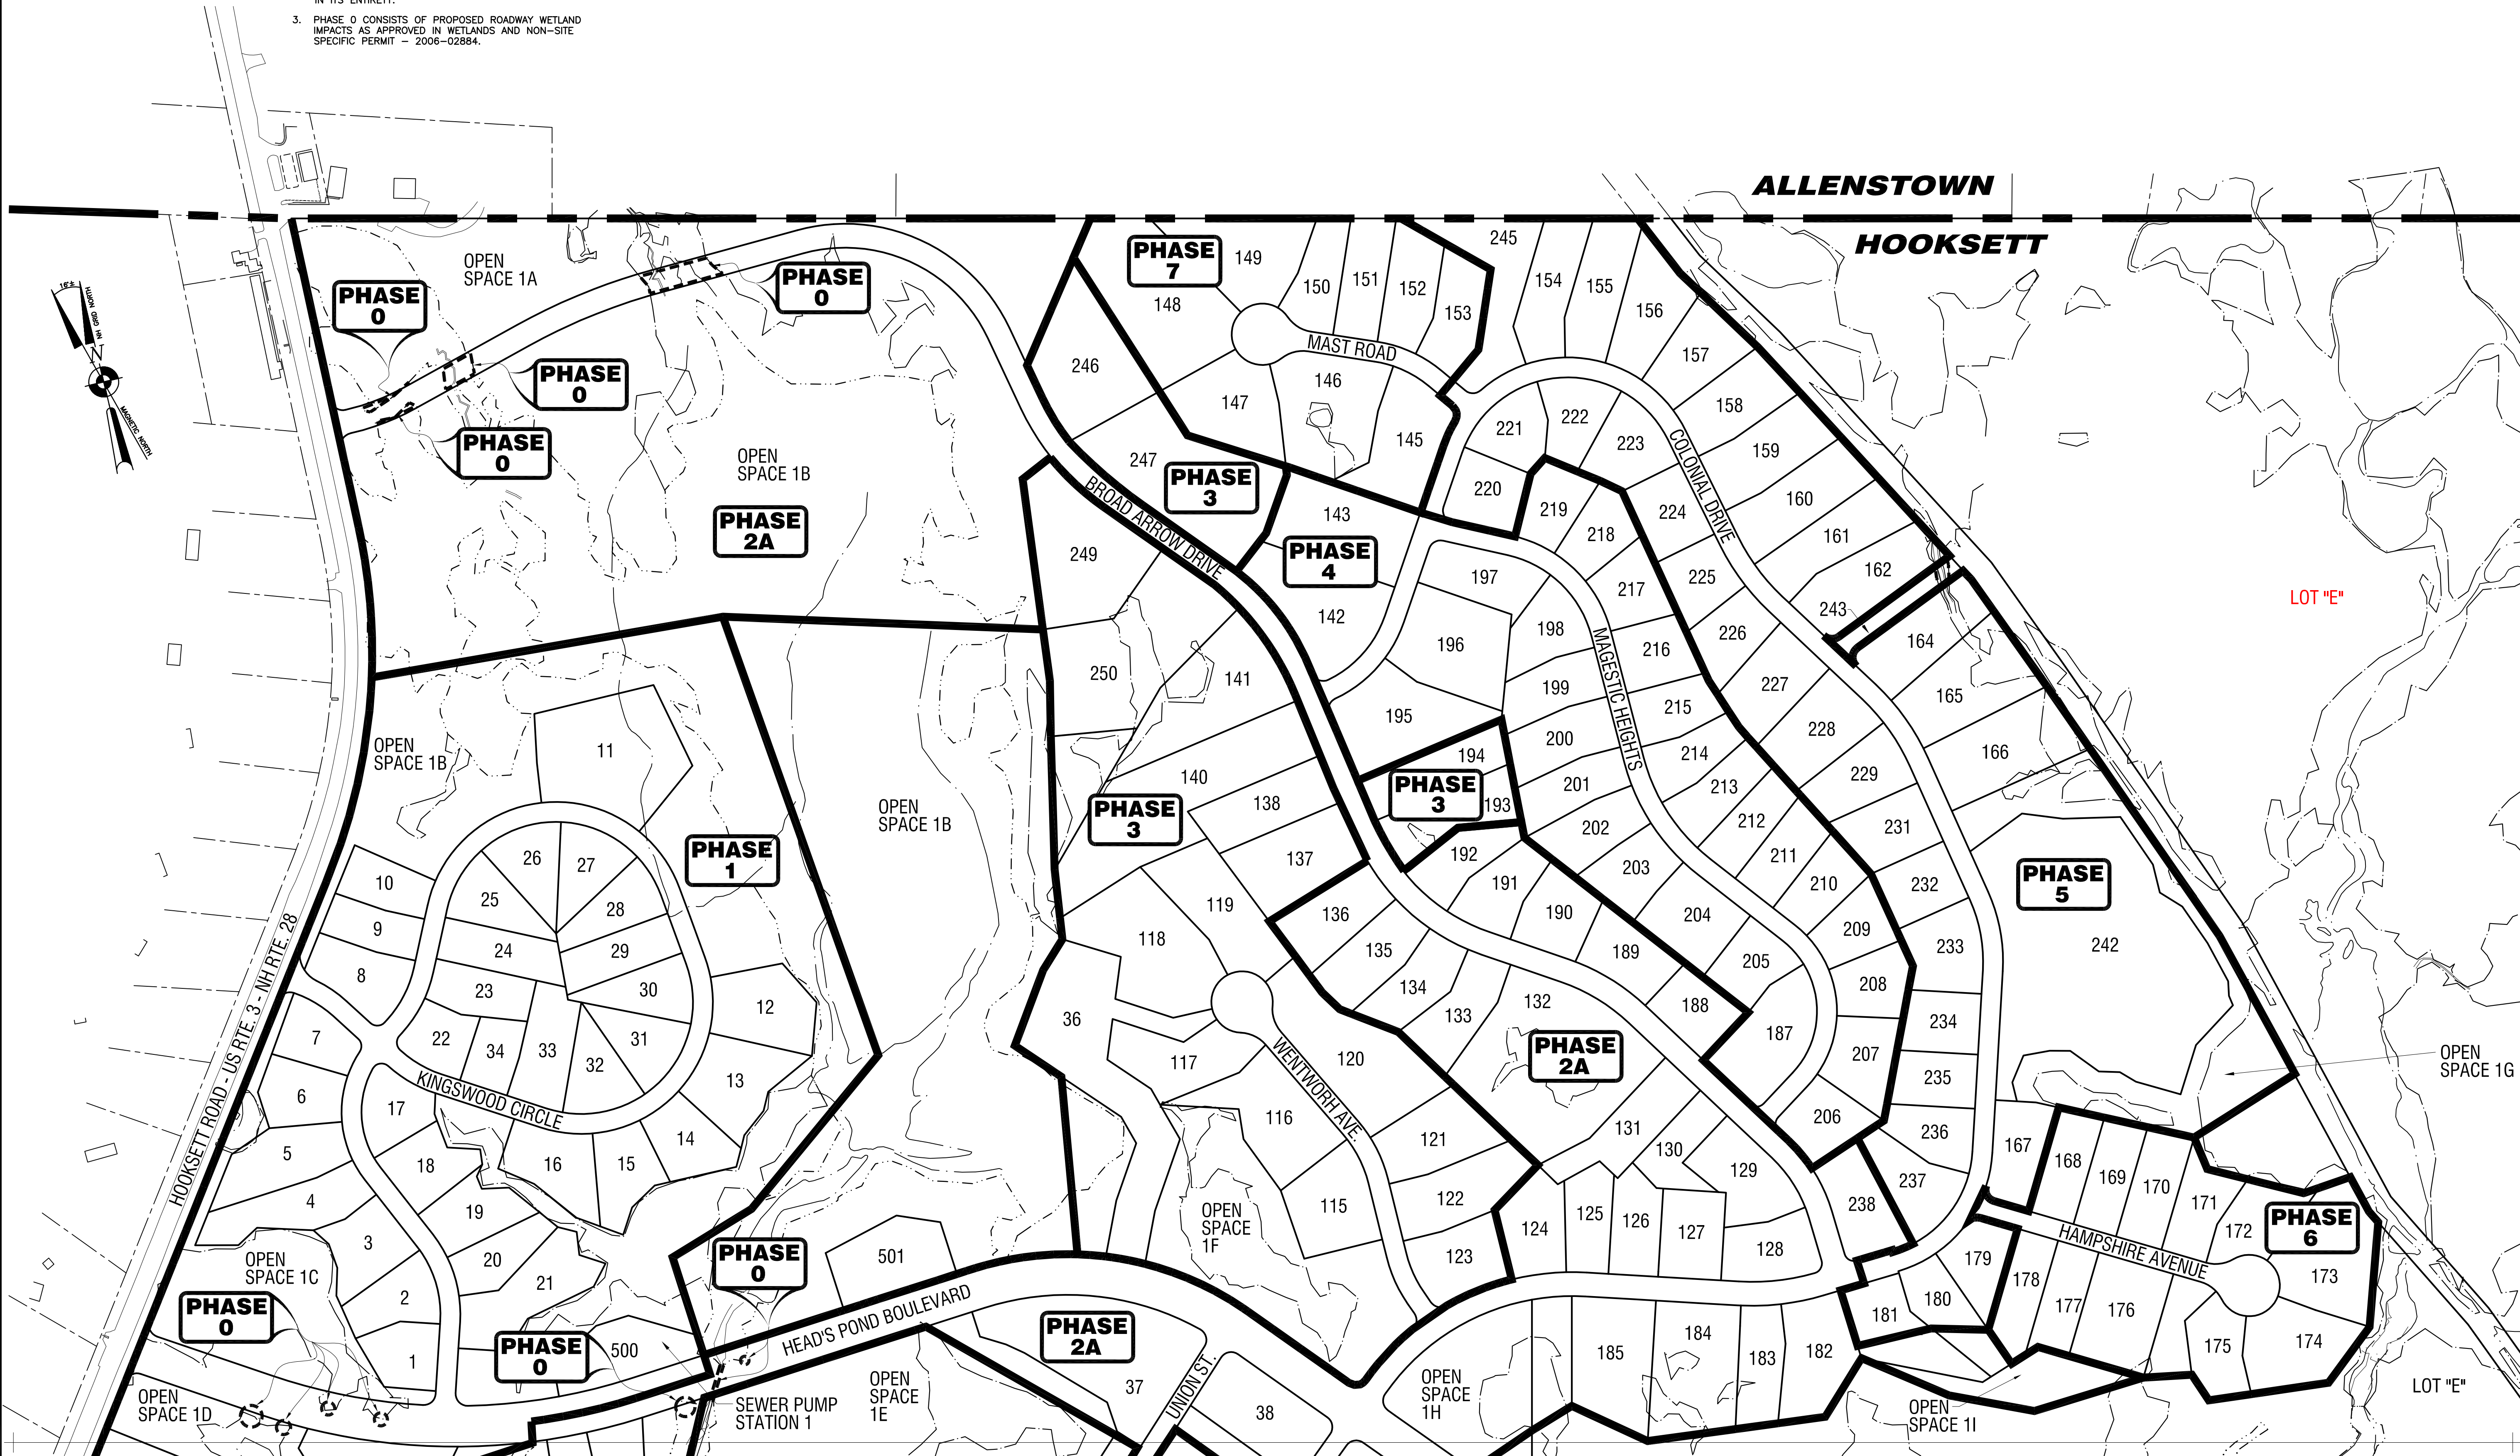 IN ITS ENTIRETY.
3. PHASE 0 CONSISTS OF PROPOSED ROADWAY WETLAND
IMPACTS AS APPROVED IN WETLANDS AND NON-SITE
SPECIFIC PERMIT – 2006-02884.
ALLENSTOWN
HOOKSETT
16°±
NH GRID NORTH
N
MAGNETIC NORTH
OPEN
SPACE 1A
PHASE
0
PHASE
0
PHASE
0
PHASE
0
OPEN
SPACE 1B
PHASE
2A
PHASE
7
149
148
150
151
152
153
245
154
155
156
MAST ROAD
246
147
146
145
247
PHASE
3
BROAD ARROW DRIVE
157
158
159
160
161
162
243
164
165
166
221
222
223
220
219
218
224
225
217
226
COLONIAL DRIVE
143
PHASE
4
142
197
196
195
198
199
200
201
202
216
215
214
213
212
211
210
209
208
207
206
MAGESTIC HEIGHTS
227
228
229
231
232
233
234
235
236
237
238
249
250
141
140
138
137
PHASE
3
194
PHASE
3
193
192
191
190
189
188
203
204
205
187
LOT "E"
PHASE
5
242
OPEN
SPACE 1G
OPEN
SPACE 1B
11
OPEN
SPACE 1B
PHASE
1
10
9
8
7
6
5
4
3
2
1
26
27
25
28
24
29
23
30
22
34
33
32
31
12
13
14
15
16
17
18
19
20
21
KINGSWOOD CIRCLE
HOOKSETT ROAD - US RTE. 3 - NH RTE. 28
119
118
136
135
134
133
132
PHASE
2A
36
117
120
WENTWORH AVE.
116
115
121
122
123
131
130
129
124
125
126
127
128
OPEN
SPACE
1F
167
168
169
170
171
172
PHASE
6
HAMPSHIRE AVENUE
173
174
175
176
177
178
179
180
181
182
183
184
185
OPEN
SPACE 1C
PHASE
0
OPEN
SPACE 1D
PHASE
0
500
PHASE
0
501
HEAD'S POND BOULEVARD
SEWER PUMP
STATION 1
OPEN
SPACE
1E
PHASE
2A
37
UNION ST.
38
OPEN
SPACE
1H
OPEN
SPACE 1I
LOT "E"